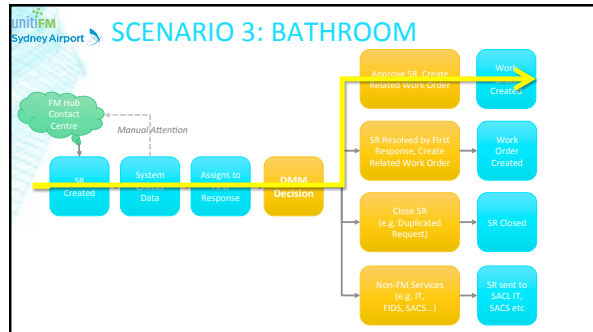 unitiFM
Sydney Airport
SCENARIO 3: BATHROOM
FM Hub
Contact
Centre
Manual Attention
SR
Created
System
Checks
Data
Assigns to
First
Response
DMM
Decision
Approve SR, Create
Related Work Order
Work
Order
Created
SR Resolved by First
Response, Create
Related Work Order
Work
Order
Created
Close SR
(e.g. Duplicated
Request)
SR Closed
Non-FM Services
(e.g. IT,
FIDS, SACS...)
SR sent to
SACL IT,
SACS etc